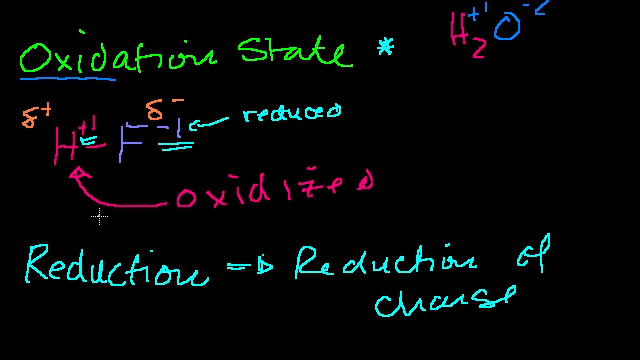 Oxidation State *
H₂⁺¹O⁻²
δ⁺ δ⁻
H⁺¹ F⁻¹ reduced
oxidized
Reduction => Reduction of
charge